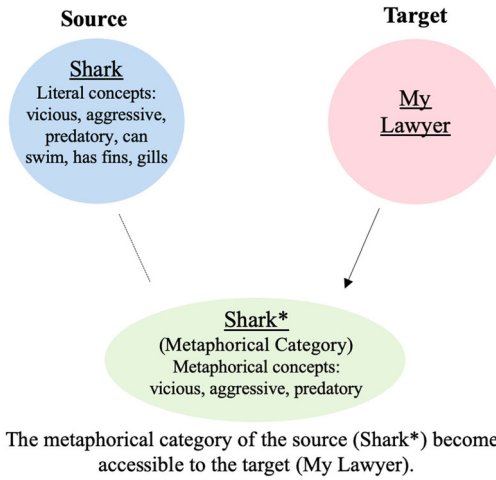 Source
Target
Shark
Literal concepts:
vicious, aggressive,
predatory, can
swim, has fins, gills
My
Lawyer
Shark*
(Metaphorical Category)
Metaphorical concepts:
vicious, aggressive, predatory
The metaphorical category of the source (Shark*) become
accessible to the target (My Lawyer).